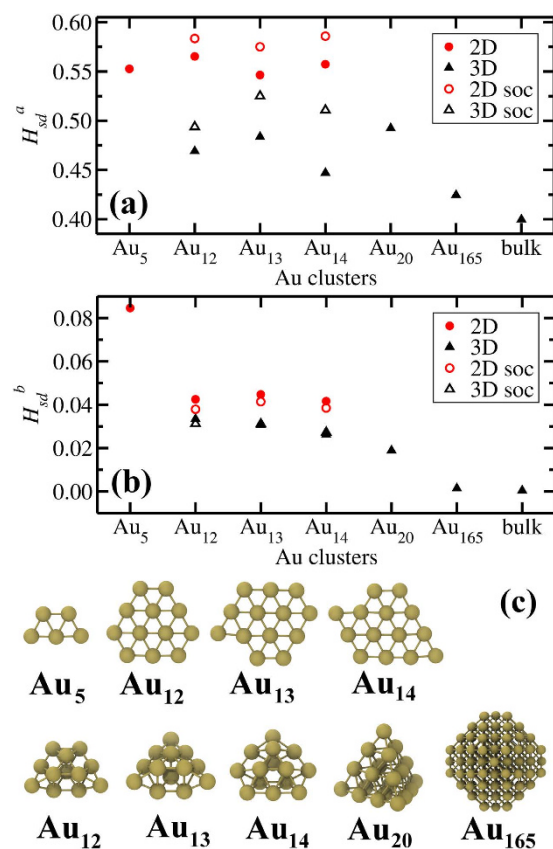 0.60
0.55
0.50
0.45
0.40
H_sd^a
2D
3D
2D soc
3D soc
(a)
Au₅ Au₁₂ Au₁₃ Au₁₄ Au₂₀ Au₁₆₅ bulk
Au clusters
0.08
0.06
0.04
0.02
0.00
H_sd^b
2D
3D
2D soc
3D soc
(b)
Au₅ Au₁₂ Au₁₃ Au₁₄ Au₂₀ Au₁₆₅ bulk
Au clusters
(c)
Au₅ Au₁₂ Au₁₃ Au₁₄
Au₁₂ Au₁₃ Au₁₄ Au₂₀ Au₁₆₅